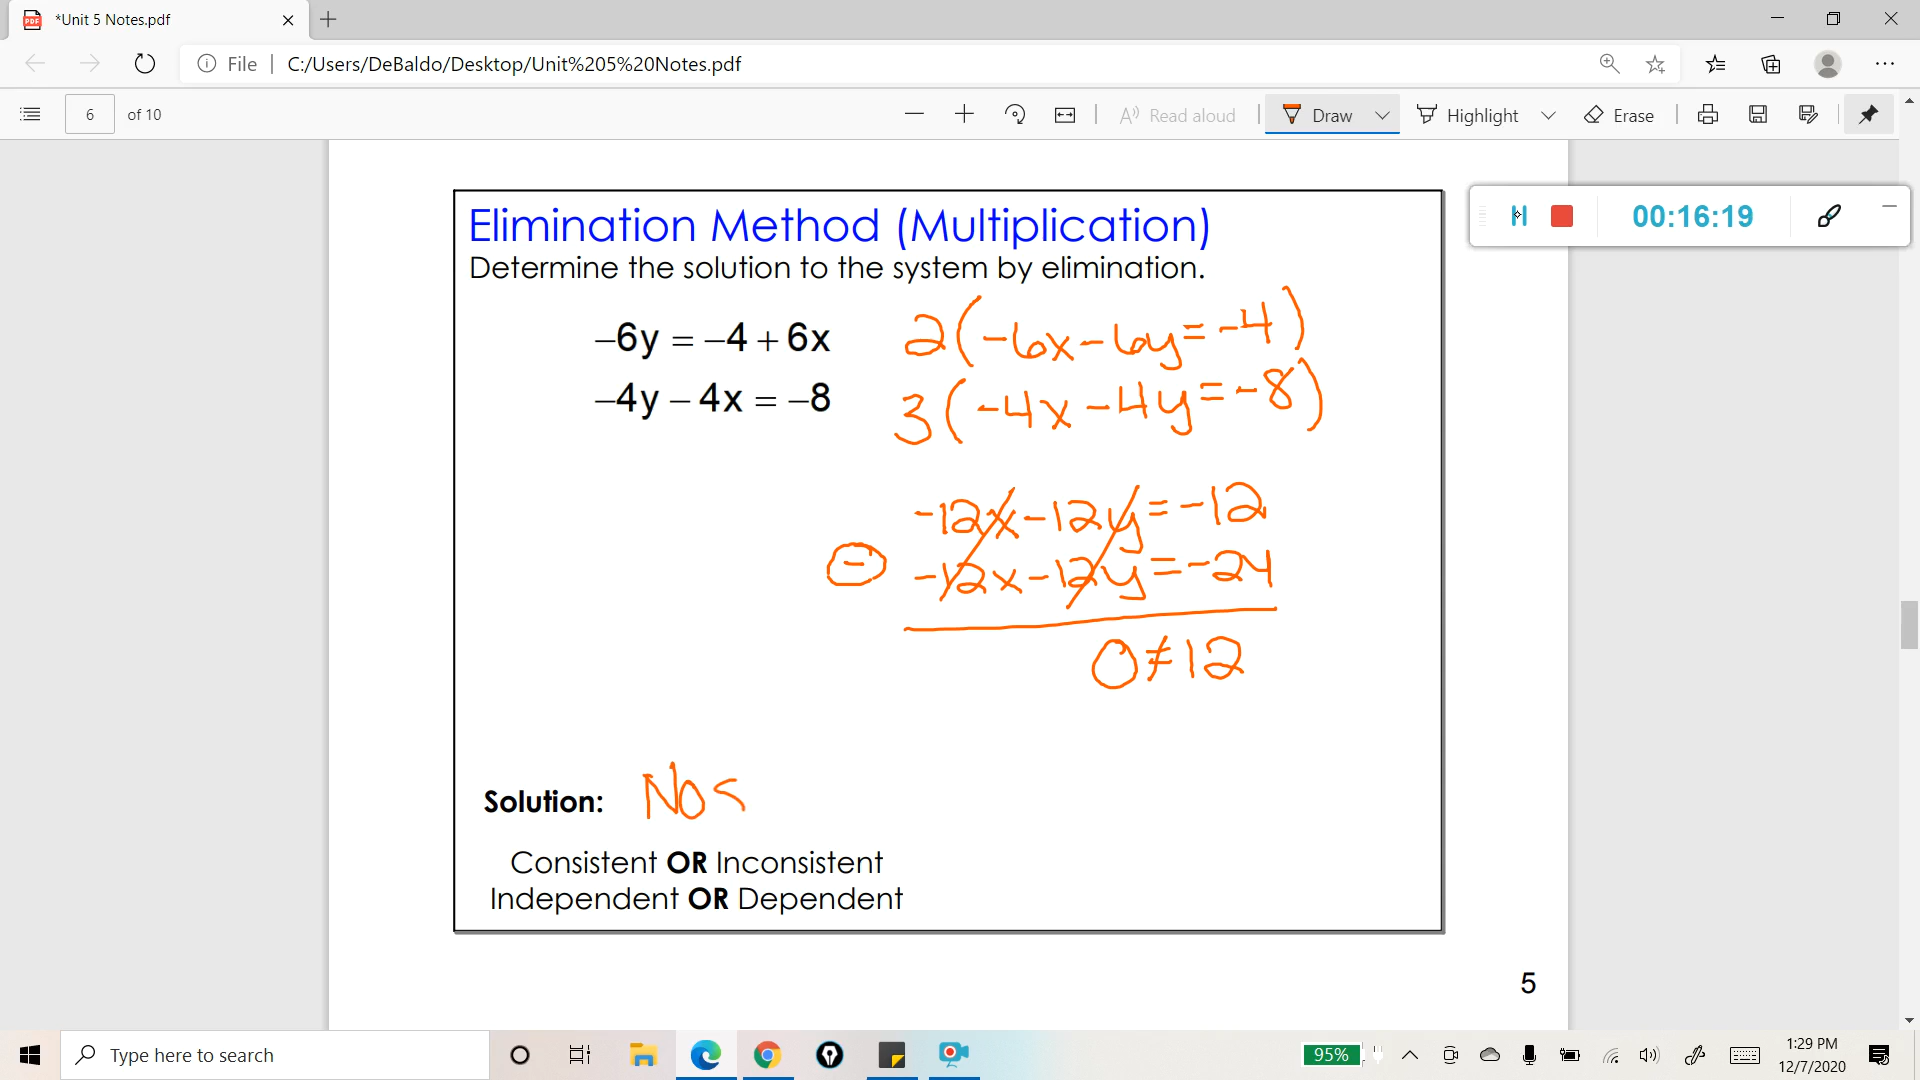 *Unit 5 Notes.pdf
File | C:/Users/DeBaldo/Desktop/Unit%205%20Notes.pdf
6 of 10 Read aloud Draw Highlight Erase
00:16:19
Elimination Method (Multiplication)
Determine the solution to the system by elimination.
−6y = −4 + 6x
−4y − 4x = −8
2(-6x-6y=-4)
3(-4x-4y=-8)
-12x-12y=-12
- -12x-12y=-24
0≠12
Solution: No S
Consistent OR Inconsistent
Independent OR Dependent
5
Type here to search
95%
1:29 PM
12/7/2020